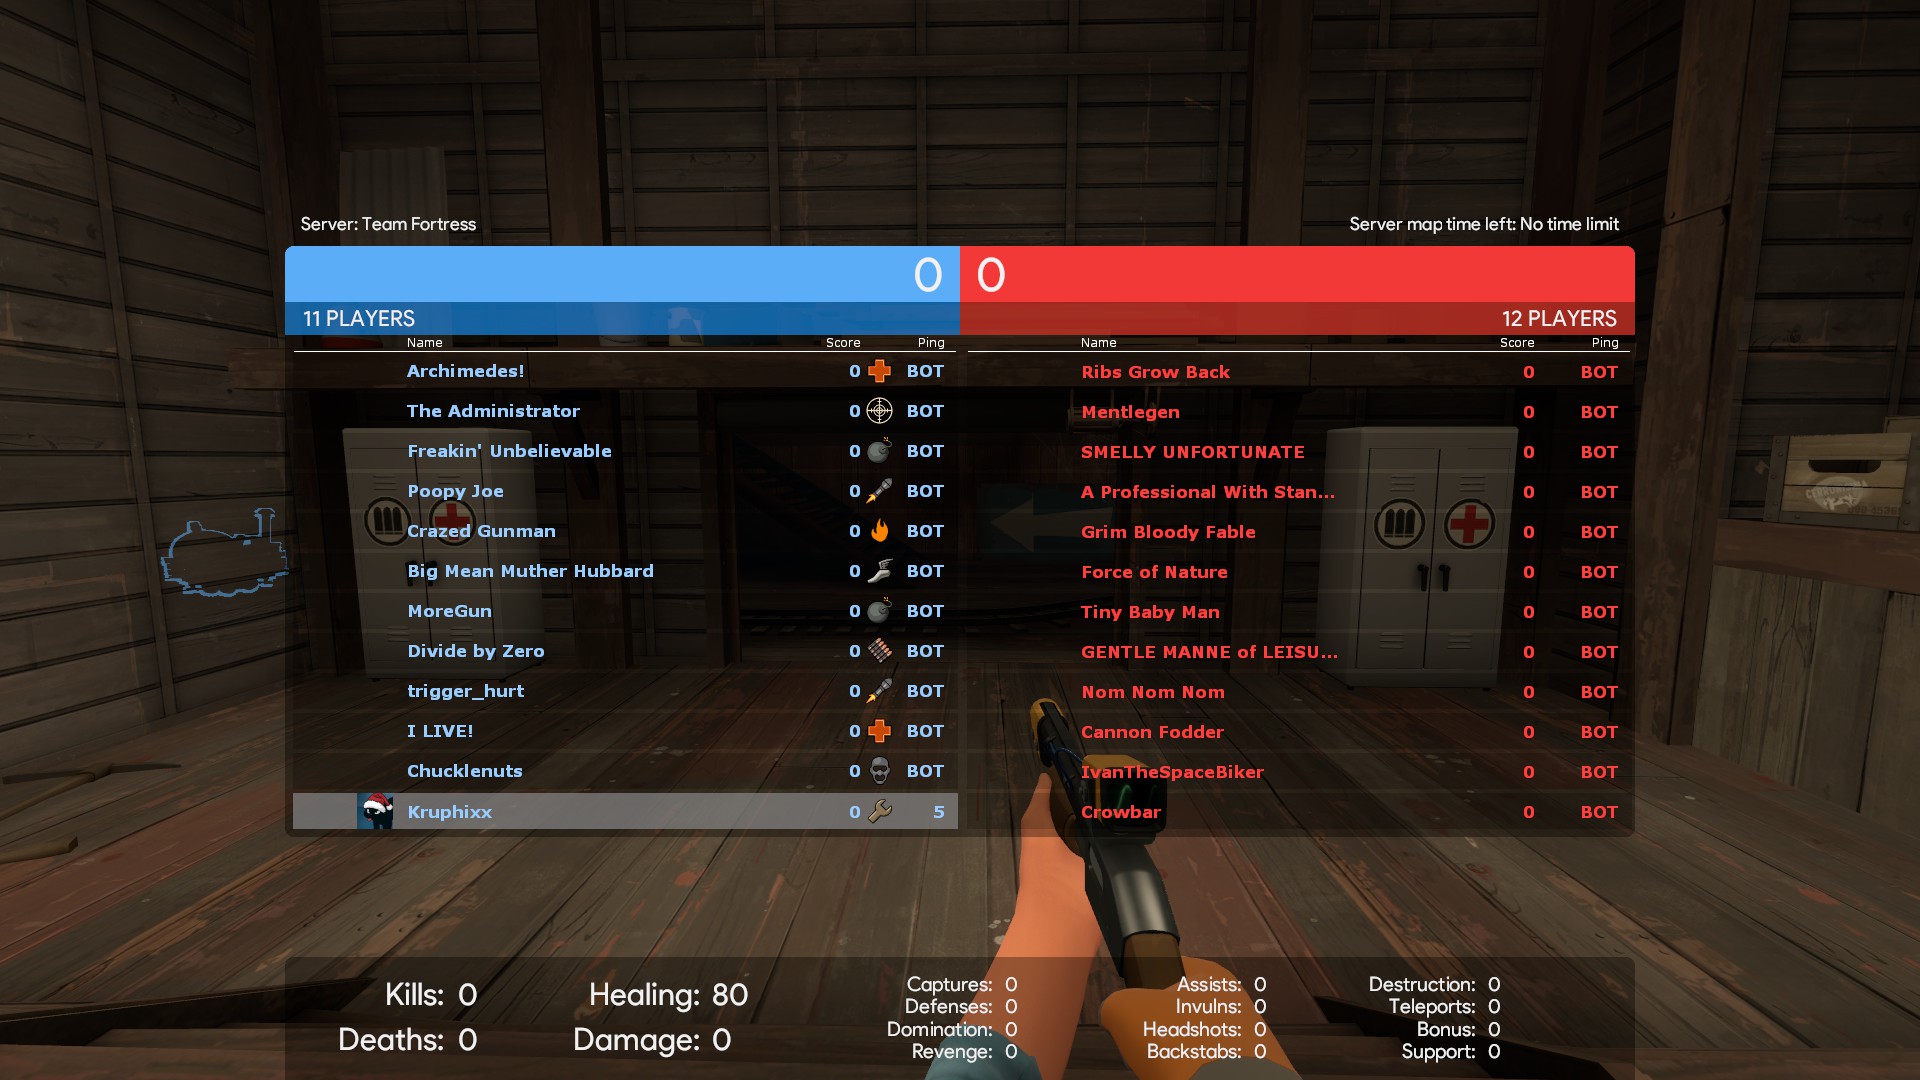 Server: Team Fortress
Server map time left: No time limit
0 0
11 PLAYERS
12 PLAYERS
Name Score Ping
Archimedes! 0 BOT
The Administrator 0 BOT
Freakin' Unbelievable 0 BOT
Poopy Joe 0 BOT
Crazed Gunman 0 BOT
Big Mean Muther Hubbard 0 BOT
MoreGun 0 BOT
Divide by Zero 0 BOT
trigger_hurt 0 BOT
I LIVE! 0 BOT
Chucklenuts 0 BOT
Kruphixx 0 5
Name Score Ping
Ribs Grow Back 0 BOT
Mentlegen 0 BOT
SMELLY UNFORTUNATE 0 BOT
A Professional With Stan... 0 BOT
Grim Bloody Fable 0 BOT
Force of Nature 0 BOT
Tiny Baby Man 0 BOT
GENTLE MANNE of LEISU... 0 BOT
Nom Nom Nom 0 BOT
Cannon Fodder 0 BOT
IvanTheSpaceBiker 0 BOT
Crowbar 0 BOT
Kills: 0
Deaths: 0
Healing: 80
Damage: 0
Captures: 0
Defenses: 0
Domination: 0
Revenge: 0
Assists: 0
Invulns: 0
Headshots: 0
Backstabs: 0
Destruction: 0
Teleports: 0
Bonus: 0
Support: 0